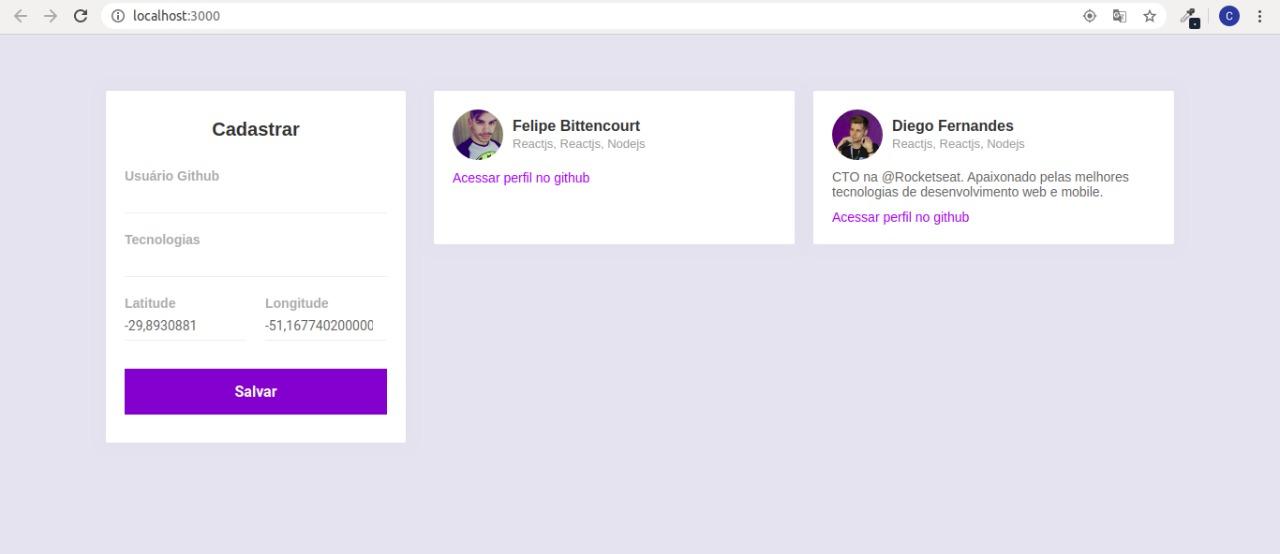 localhost:3000
C
Cadastrar
Usuário Github
Tecnologias
Latitude
Longitude
-29,8930881
-51,167740200000
Salvar
Felipe Bittencourt
Reactjs, Reactjs, Nodejs
Acessar perfil no github
Diego Fernandes
Reactjs, Reactjs, Nodejs
CTO na @Rocketseat. Apaixonado pelas melhores
tecnologias de desenvolvimento web e mobile.
Acessar perfil no github